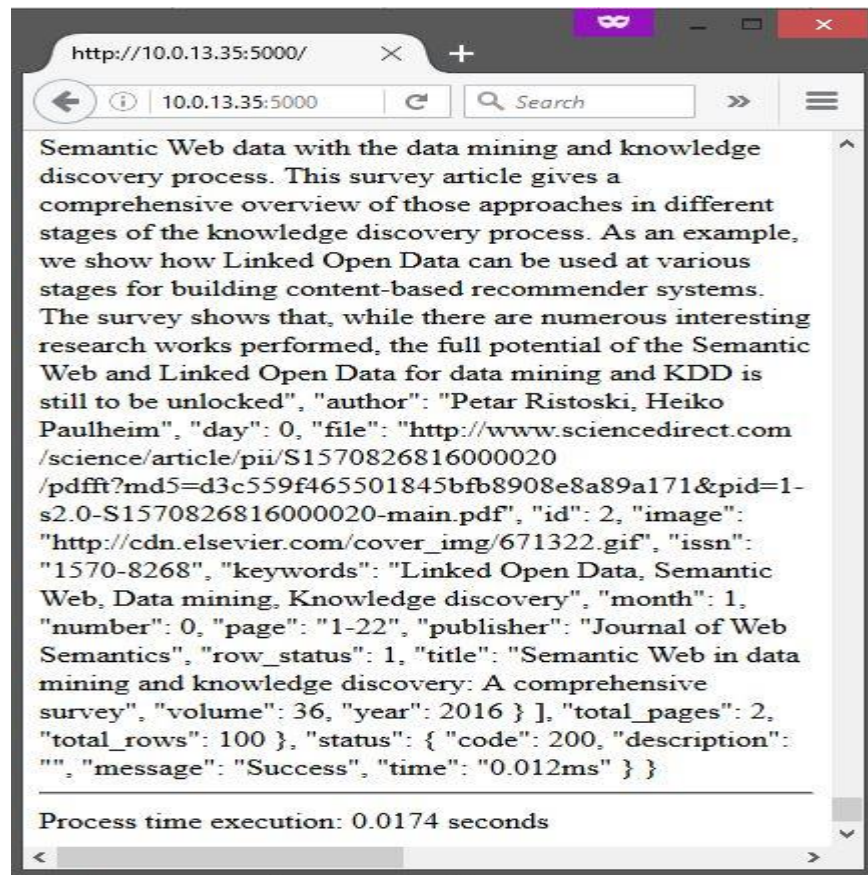 http://10.0.13.35:5000/
10.0.13.35:5000 Search
Semantic Web data with the data mining and knowledge
discovery process. This survey article gives a
comprehensive overview of those approaches in different
stages of the knowledge discovery process. As an example,
we show how Linked Open Data can be used at various
stages for building content-based recommender systems.
The survey shows that, while there are numerous interesting
research works performed, the full potential of the Semantic
Web and Linked Open Data for data mining and KDD is
still to be unlocked", "author": "Petar Ristoski, Heiko
Paulheim", "day": 0, "file": "http://www.sciencedirect.com
/science/article/pii/S1570826816000020
/pdfft?md5=d3c559f465501845bfb8908e8a89a171&pid=1-
s2.0-S1570826816000020-main.pdf", "id": 2, "image":
"http://cdn.elsevier.com/cover_img/671322.gif", "issn":
"1570-8268", "keywords": "Linked Open Data, Semantic
Web, Data mining, Knowledge discovery", "month": 1,
"number": 0, "page": "1-22", "publisher": "Journal of Web
Semantics", "row_status": 1, "title": "Semantic Web in data
mining and knowledge discovery: A comprehensive
survey", "volume": 36, "year": 2016 } ], "total_pages": 2,
"total_rows": 100 }, "status": { "code": 200, "description":
"", "message": "Success", "time": "0.012ms" } }
Process time execution: 0.0174 seconds